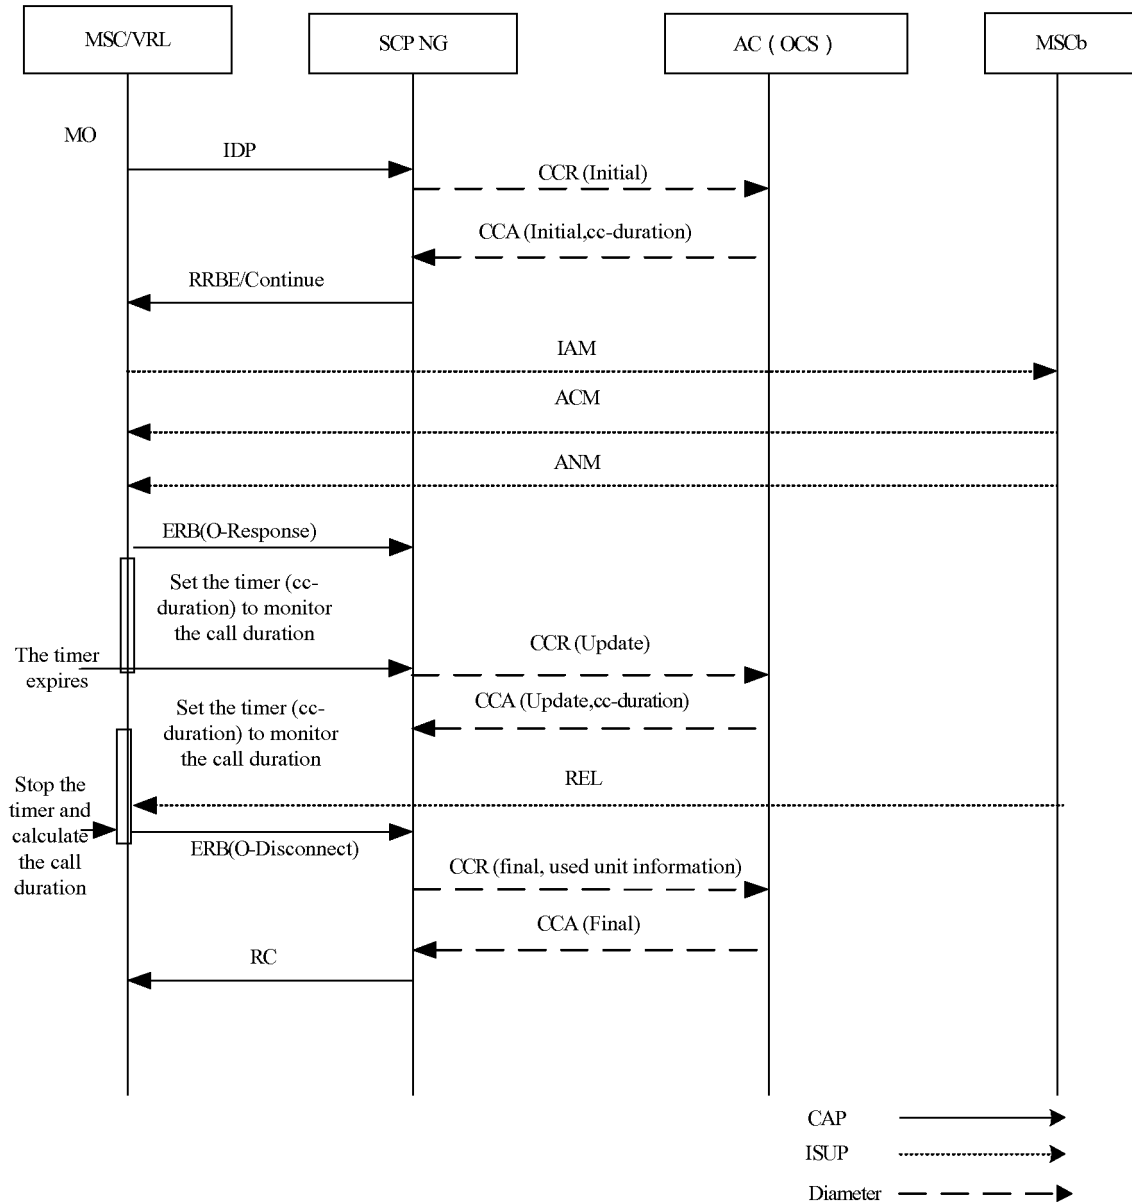 MSC/VRL
SCP NG
AC ( OCS )
MSCb
MO
IDP
CCR (Initial)
CCA (Initial,cc-duration)
RRBE/Continue
IAM
ACM
ANM
ERB(O-Response)
Set the timer (cc-
duration) to monitor
the call duration
The timer
expires
CCR (Update)
CCA (Update,cc-duration)
Set the timer (cc-
duration) to monitor
the call duration
REL
Stop the
timer and
calculate
the call
duration
ERB(O-Disconnect)
CCR (final, used unit information)
CCA (Final)
RC
CAP
ISUP
Diameter